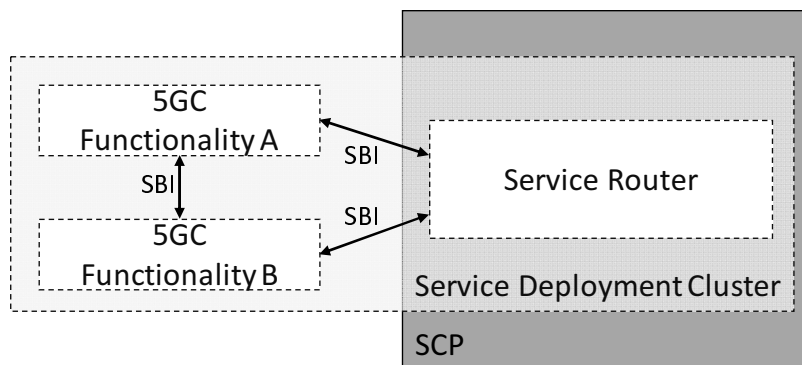 5GC
Functionality A
SBI
SBI
Service Router
SBI
5GC
Functionality B
Service Deployment Cluster
SCP